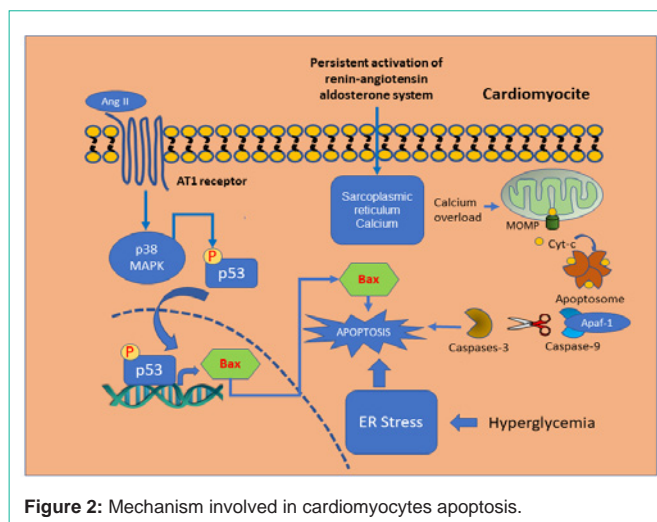 Persistent activation of
renin-angiotensin
aldosterone system
Cardiomyocite
Ang II
AT1 receptor
Sarcoplasmic
reticulum
Calcium
Calcium
overload
MOMP
Cyt-c
Apoptosome
p38
MAPK
P
p53
Bax
APOPTOSIS
Caspases-3
Caspase-9
Apaf-1
P
p53
Bax
ER Stress
Hyperglycemia
Figure 2: Mechanism involved in cardiomyocytes apoptosis.